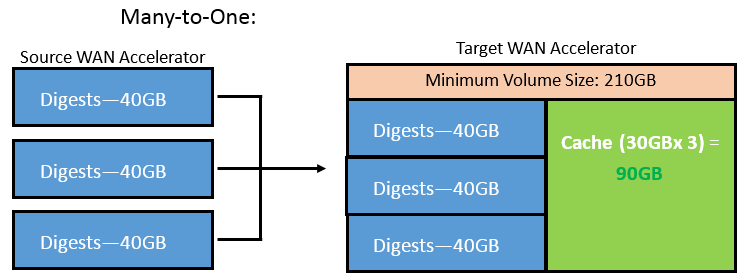 Many-to-One:
Source WAN Accelerator
Digests—40GB
Digests—40GB
Digests—40GB
Target WAN Accelerator
Minimum Volume Size: 210GB
Digests—40GB
Digests—40GB
Digests—40GB
Cache (30GBx 3) =
90GB